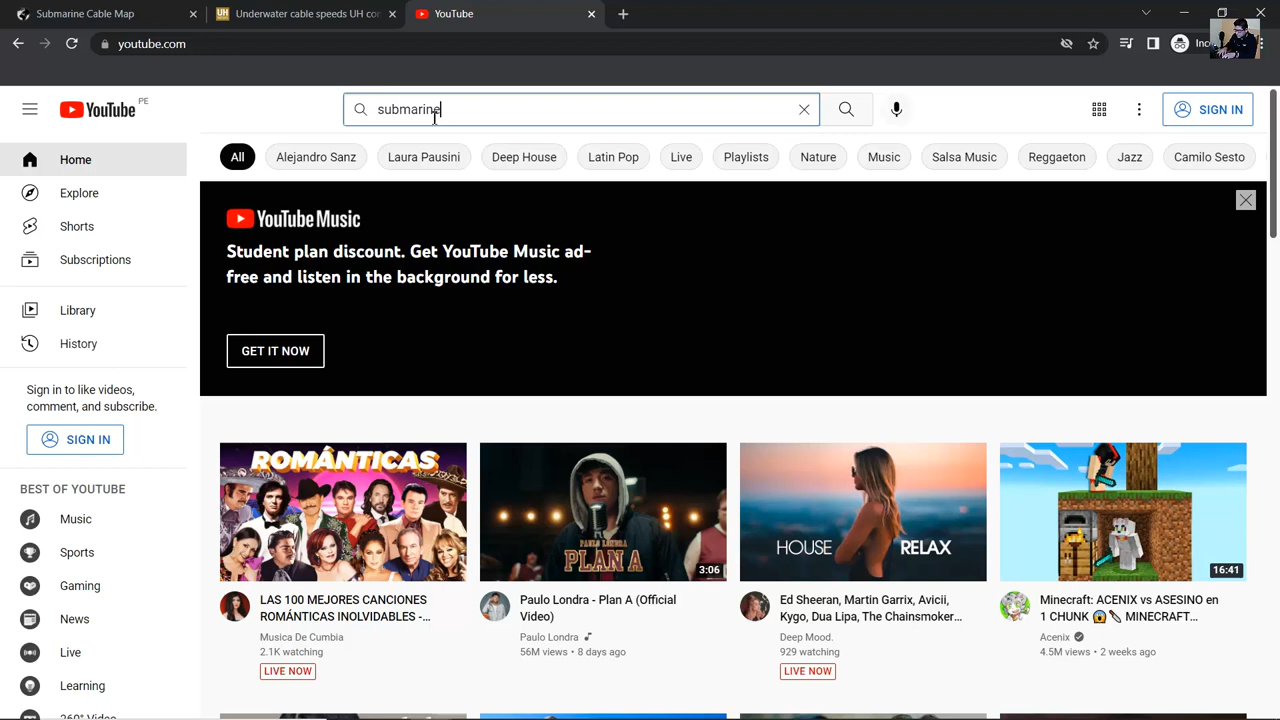 Submarine Cable Map
UH
Underwater cable speeds UH con
YouTube
youtube.com
YouTube PE
submarine
SIGN IN
All
Alejandro Sanz
Laura Pausini
Deep House
Latin Pop
Live
Playlists
Nature
Music
Salsa Music
Reggaeton
Jazz
Camilo Sesto
Home
Explore
Shorts
Subscriptions
Library
History
Sign in to like videos,
comment, and subscribe.
SIGN IN
BEST OF YOUTUBE
Music
Sports
Gaming
News
Live
Learning
360° Video
YouTube Music
Student plan discount. Get YouTube Music ad-
free and listen in the background for less.
GET IT NOW
ROMÁNTICAS
LAS 100 MEJORES CANCIONES
ROMÁNTICAS INOLVIDABLES -...
Musica De Cumbia
2.1K watching
LIVE NOW
PAULO LONDRA
PLAN A
3:06
Paulo Londra - Plan A (Official
Video)
Paulo Londra
56M views • 8 days ago
HOUSE RELAX
Ed Sheeran, Martin Garrix, Avicii,
Kygo, Dua Lipa, The Chainsmoker...
Deep Mood.
929 watching
LIVE NOW
16:41
Minecraft: ACENIX vs ASESINO en
1 CHUNK 😱🔪 MINECRAFT...
Acenix
4.5M views • 2 weeks ago